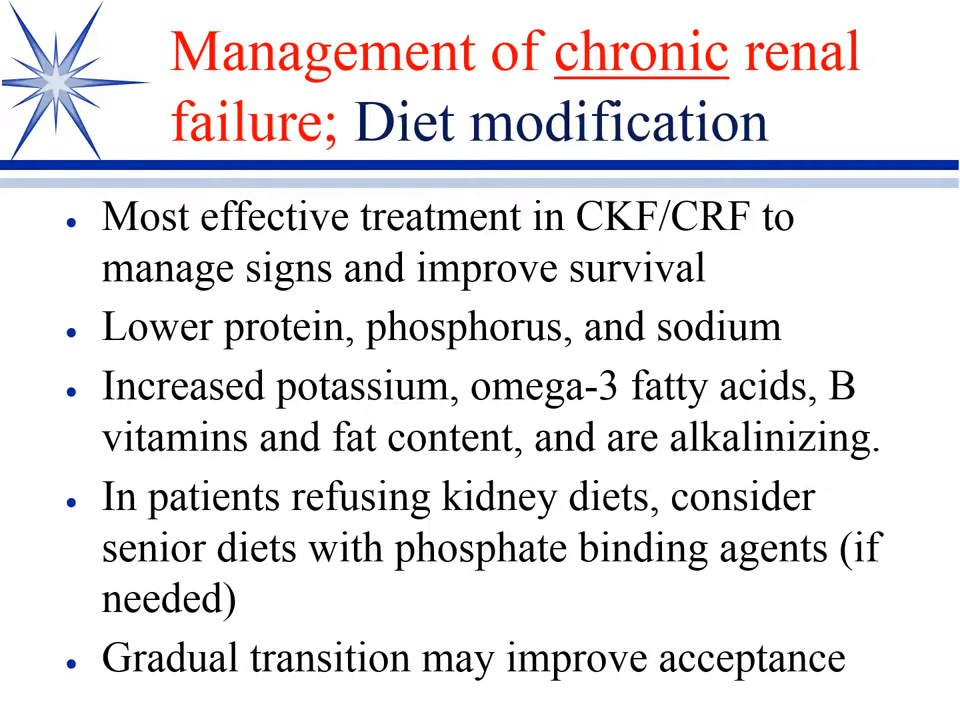 Management of chronic renal
failure; Diet modification
• Most effective treatment in CKF/CRF to
manage signs and improve survival
• Lower protein, phosphorus, and sodium
• Increased potassium, omega-3 fatty acids, B
vitamins and fat content, and are alkalinizing.
• In patients refusing kidney diets, consider
senior diets with phosphate binding agents (if
needed)
• Gradual transition may improve acceptance